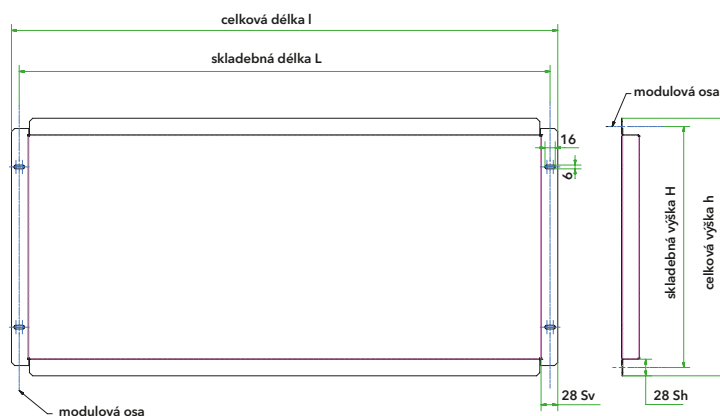 celková délka l
skladebná délka L
modulová osa
16
6
skladebná výška H
celková výška h
28 Sv
28 Sh
modulová osa